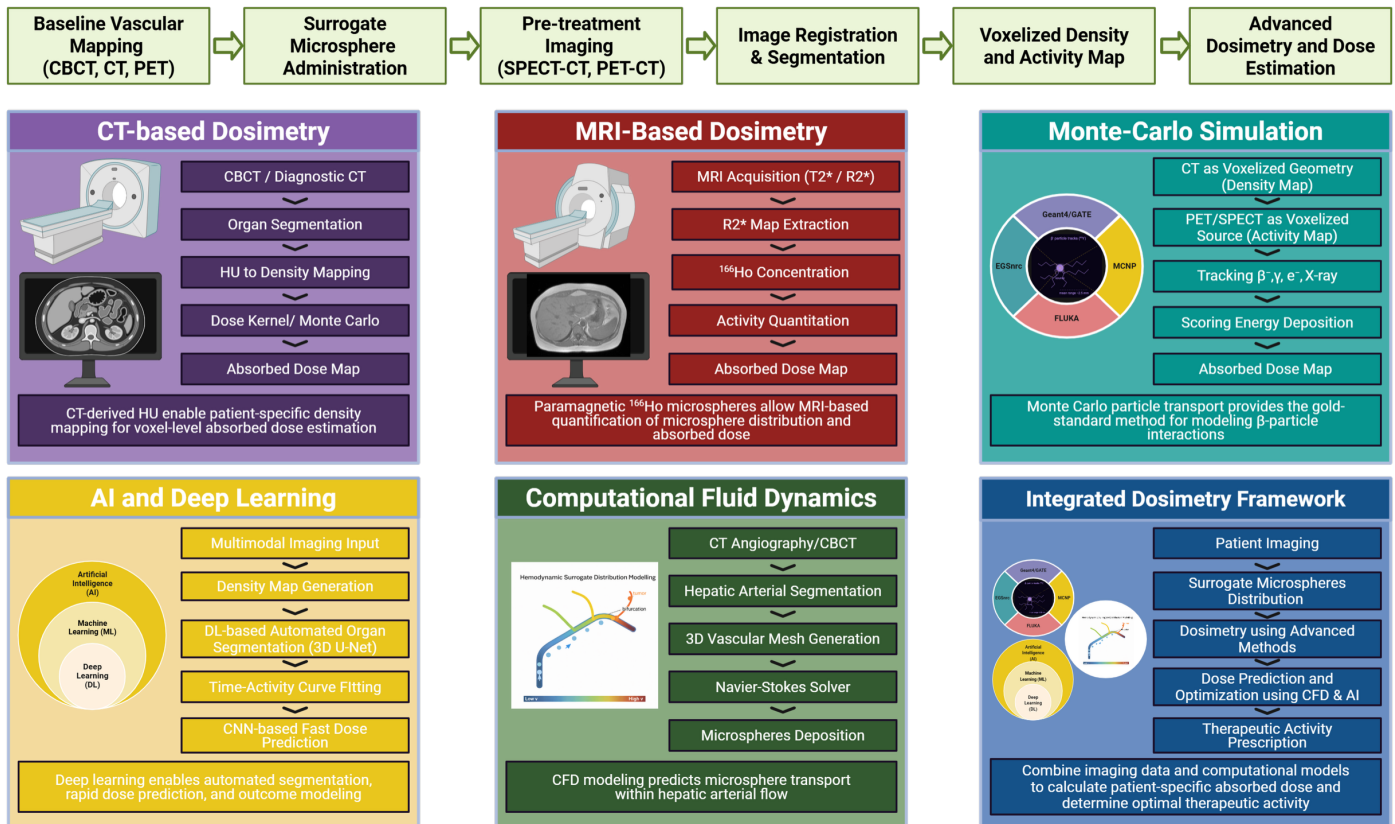 Baseline Vascular
Mapping
(CBCT, CT, PET)
Surrogate
Microsphere
Administration
Pre-treatment
Imaging
(SPECT-CT, PET-CT)
Image Registration
& Segmentation
Voxelized Density
and Activity Map
Advanced
Dosimetry and Dose
Estimation
CT-based Dosimetry
CBCT / Diagnostic CT
Organ Segmentation
HU to Density Mapping
Dose Kernel/ Monte Carlo
Absorbed Dose Map
CT-derived HU enable patient-specific density
mapping for voxel-level absorbed dose estimation
MRI-Based Dosimetry
MRI Acquisition (T2* / R2*)
R2* Map Extraction
¹⁶⁶Ho Concentration
Activity Quantitation
Absorbed Dose Map
Paramagnetic ¹⁶⁶Ho microspheres allow MRI-based
quantification of microsphere distribution and
absorbed dose
Monte-Carlo Simulation
Geant4/GATE
EGSnrc
MCNP
FLUKA
CT as Voxelized Geometry
(Density Map)
PET/SPECT as Voxelized
Source (Activity Map)
Tracking β⁻,γ, e⁻, X-ray
Scoring Energy Deposition
Absorbed Dose Map
Monte Carlo particle transport provides the gold-
standard method for modeling β-particle
interactions
AI and Deep Learning
Artificial
Intelligence
(AI)
Machine
Learning (ML)
Deep
Learning
(DL)
Multimodal Imaging Input
Density Map Generation
DL-based Automated Organ
Segmentation (3D U-Net)
Time-Activity Curve FItting
CNN-based Fast Dose
Prediction
Deep learning enables automated segmentation,
rapid dose prediction, and outcome modeling
Computational Fluid Dynamics
Hemodynamic Surrogate Distribution Modelling
Low v
High v
CT Angiography/CBCT
Hepatic Arterial Segmentation
3D Vascular Mesh Generation
Navier-Stokes Solver
Microspheres Deposition
CFD modeling predicts microsphere transport
within hepatic arterial flow
Integrated Dosimetry Framework
Geant4/GATE
EGSnrc
MCNP
FLUKA
Artificial
Intelligence
(AI)
Machine
Learning (ML)
Deep
Learning
(DL)
Patient Imaging
Surrogate Microspheres
Distribution
Dosimetry using Advanced
Methods
Dose Prediction and
Optimization using CFD & AI
Therapeutic Activity
Prescription
Combine imaging data and computational models
to calculate patient-specific absorbed dose and
determine optimal therapeutic activity